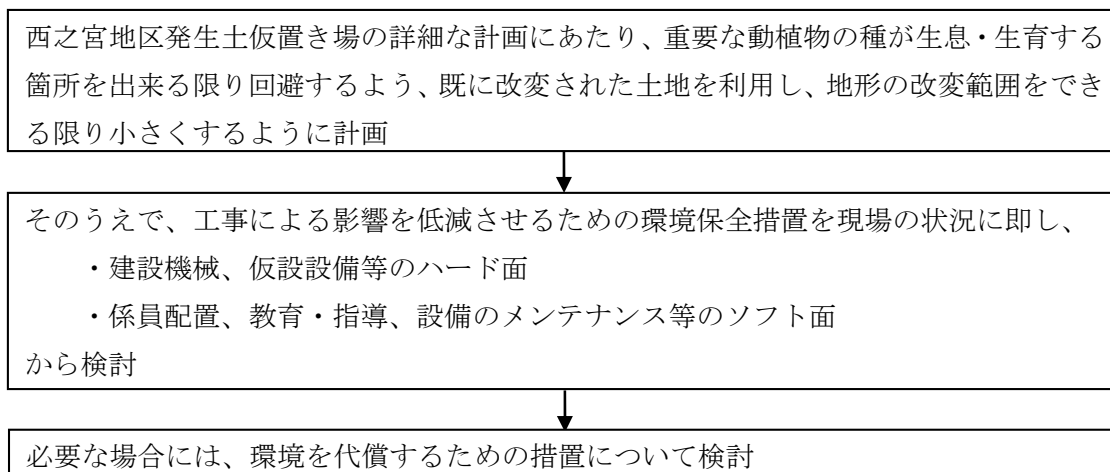 西之宮地区発生土仮置き場の詳細な計画にあたり、重要な動植物の種が生息・生育する
箇所を出来る限り回避するよう、既に改変された土地を利用し、地形の改変範囲をでき
る限り小さくするように計画
そのうえで、工事による影響を低減させるための環境保全措置を現場の状況に即し、
・建設機械、仮設設備等のハード面
・係員配置、教育・指導、設備のメンテナンス等のソフト面
から検討
必要な場合には、環境を代償するための措置について検討